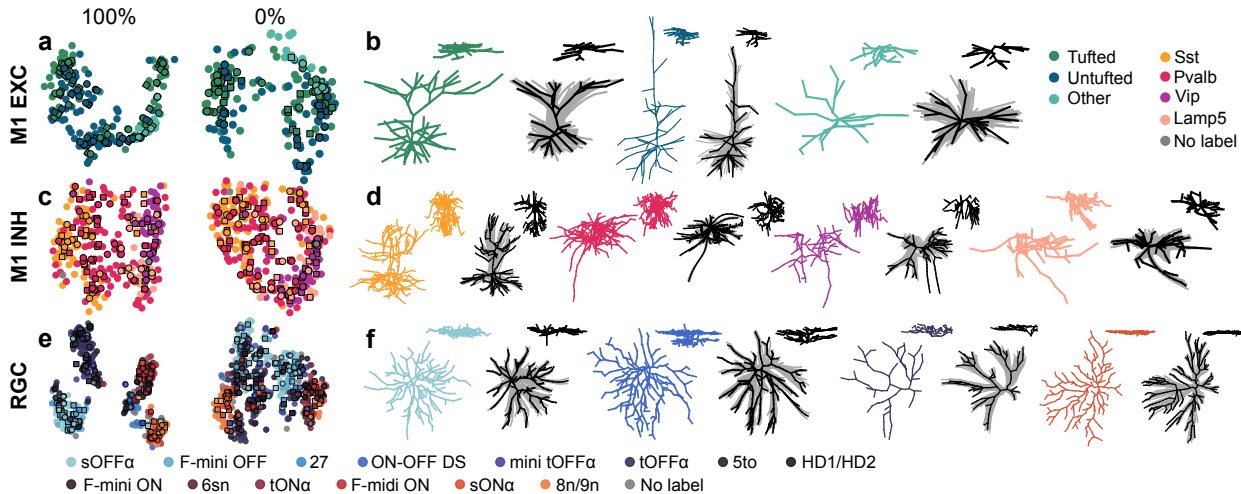 100% 0%
a b
M1 EXC
Tufted
Untufted
Other
Sst
Pvalb
Vip
Lamp5
No label
c d
M1 INH
e f
RGC
sOFFα F-mini OFF 27 ON-OFF DS mini tOFFα tOFFα 5to HD1/HD2
F-mini ON 6sn tONα F-midi ON sONα 8n/9n No label